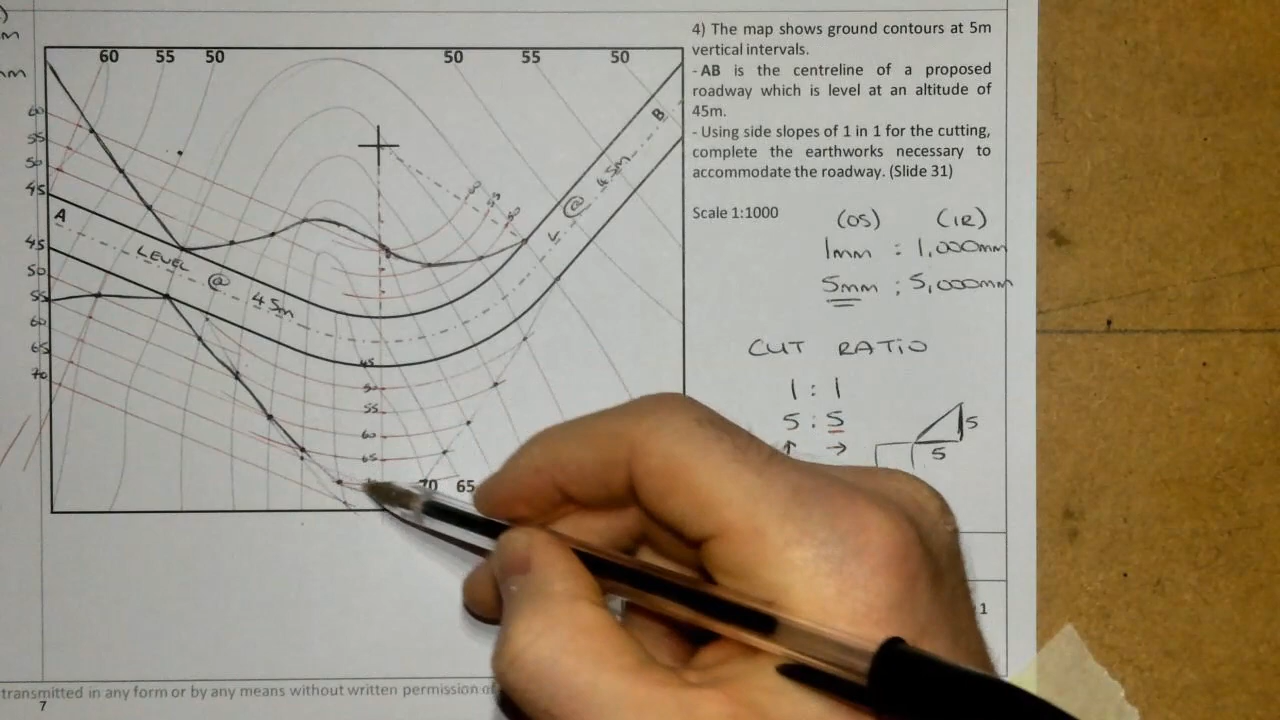 60 55 50 50 55 50
4) The map shows ground contours at 5m
vertical intervals.
- AB is the centreline of a proposed
roadway which is level at an altitude of
45m.
- Using side slopes of 1 in 1 for the cutting,
complete the earthworks necessary to
accommodate the roadway. (Slide 31)
Scale 1:1000
(OS) (IR)
1mm : 1,000mm
5mm : 5,000mm
CUT RATIO
1 : 1
5 : 5
5
5
60
55
50
45
A
45
50
55
60
65
70
LEVEL @ 45m
L @ 45m
B
60
55
50
45
50
55
60
65
70 65
1
transmitted in any form or by any means without written permission of
7